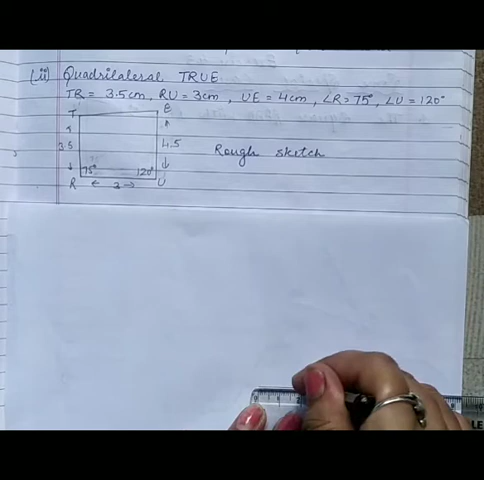 (ii) Quadrilateral TRUE
TR = 3.5cm, RU = 3cm, UE = 4cm, ∠R = 75°, ∠U = 120°
T E
3.5 4.5 Rough sketch
75° 120°
R ← 3 → U